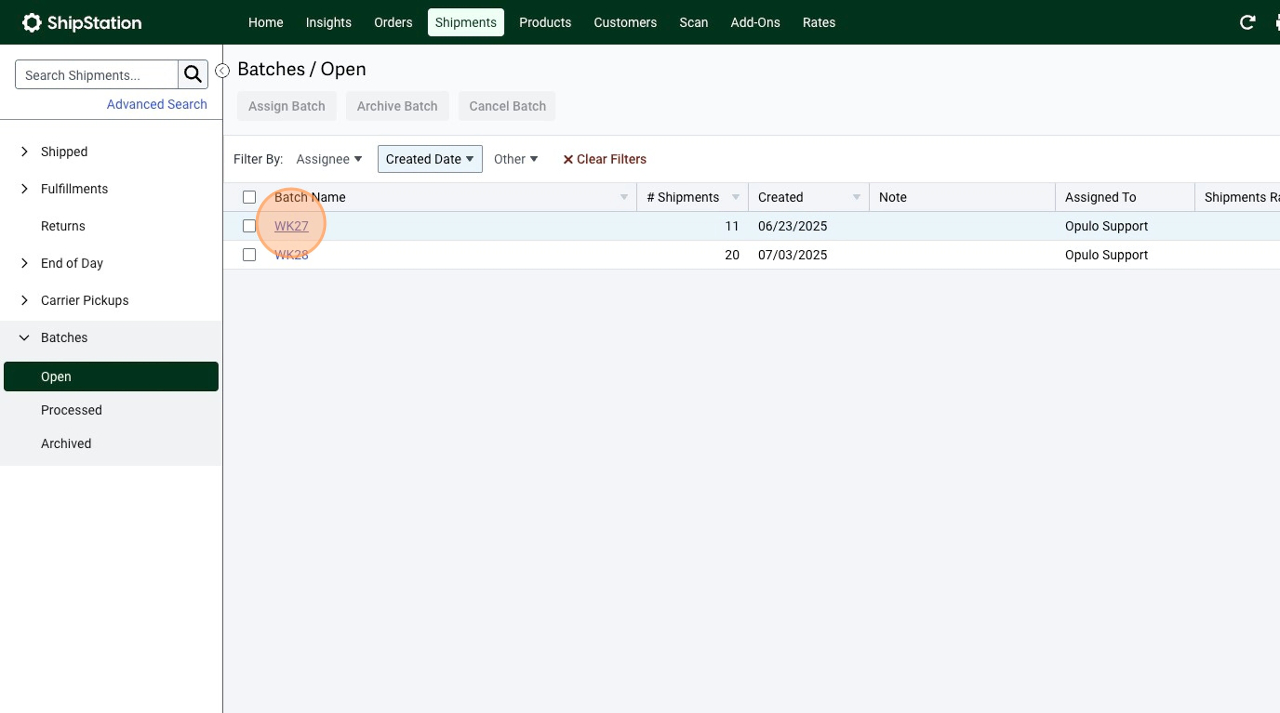 ShipStation Home Insights Orders Shipments Products Customers Scan Add-Ons Rates
Search Shipments...
Advanced Search
Shipped
Fulfillments
Returns
End of Day
Carrier Pickups
Batches
Open
Processed
Archived
Batches / Open
Assign Batch Archive Batch Cancel Batch
Filter By: Assignee Created Date Other Clear Filters
Batch Name # Shipments Created Note Assigned To Shipments
WK27 11 06/23/2025 Opulo Support
WK28 20 07/03/2025 Opulo Support